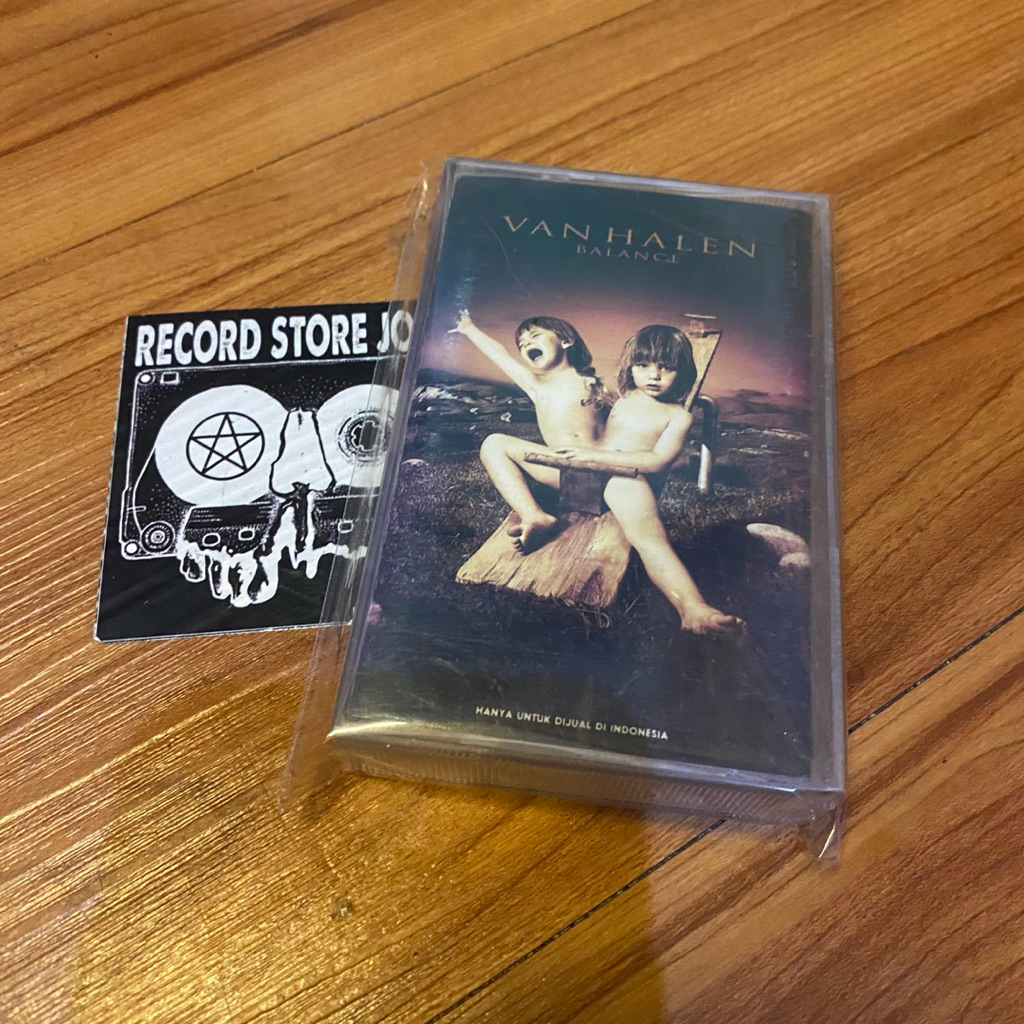 VAN HALEN
BALANCE
RECORD STORE JO
HANYA UNTUK DIJUAL DI INDONESIA